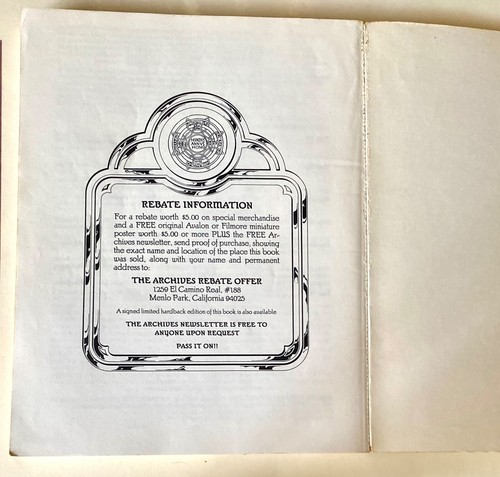 REBATE INFORMATION
For a rebate worth $5.00 on special merchandise
and a FREE original Avalon or Filmore miniature
poster worth $5.00 or more PLUS the FREE Ar-
chives newsletter, send proof of purchase, showing
the exact name and location of the place this book
was sold, along with your name and permanent
address to:
THE ARCHIVES REBATE OFFER
1259 El Camino Real, #188
Menlo Park, California 94025
A signed limited hardback edition of this book is also available
THE ARCHIVES NEWSLETTER IS FREE TO
ANYONE UPON REQUEST
PASS IT ON!!